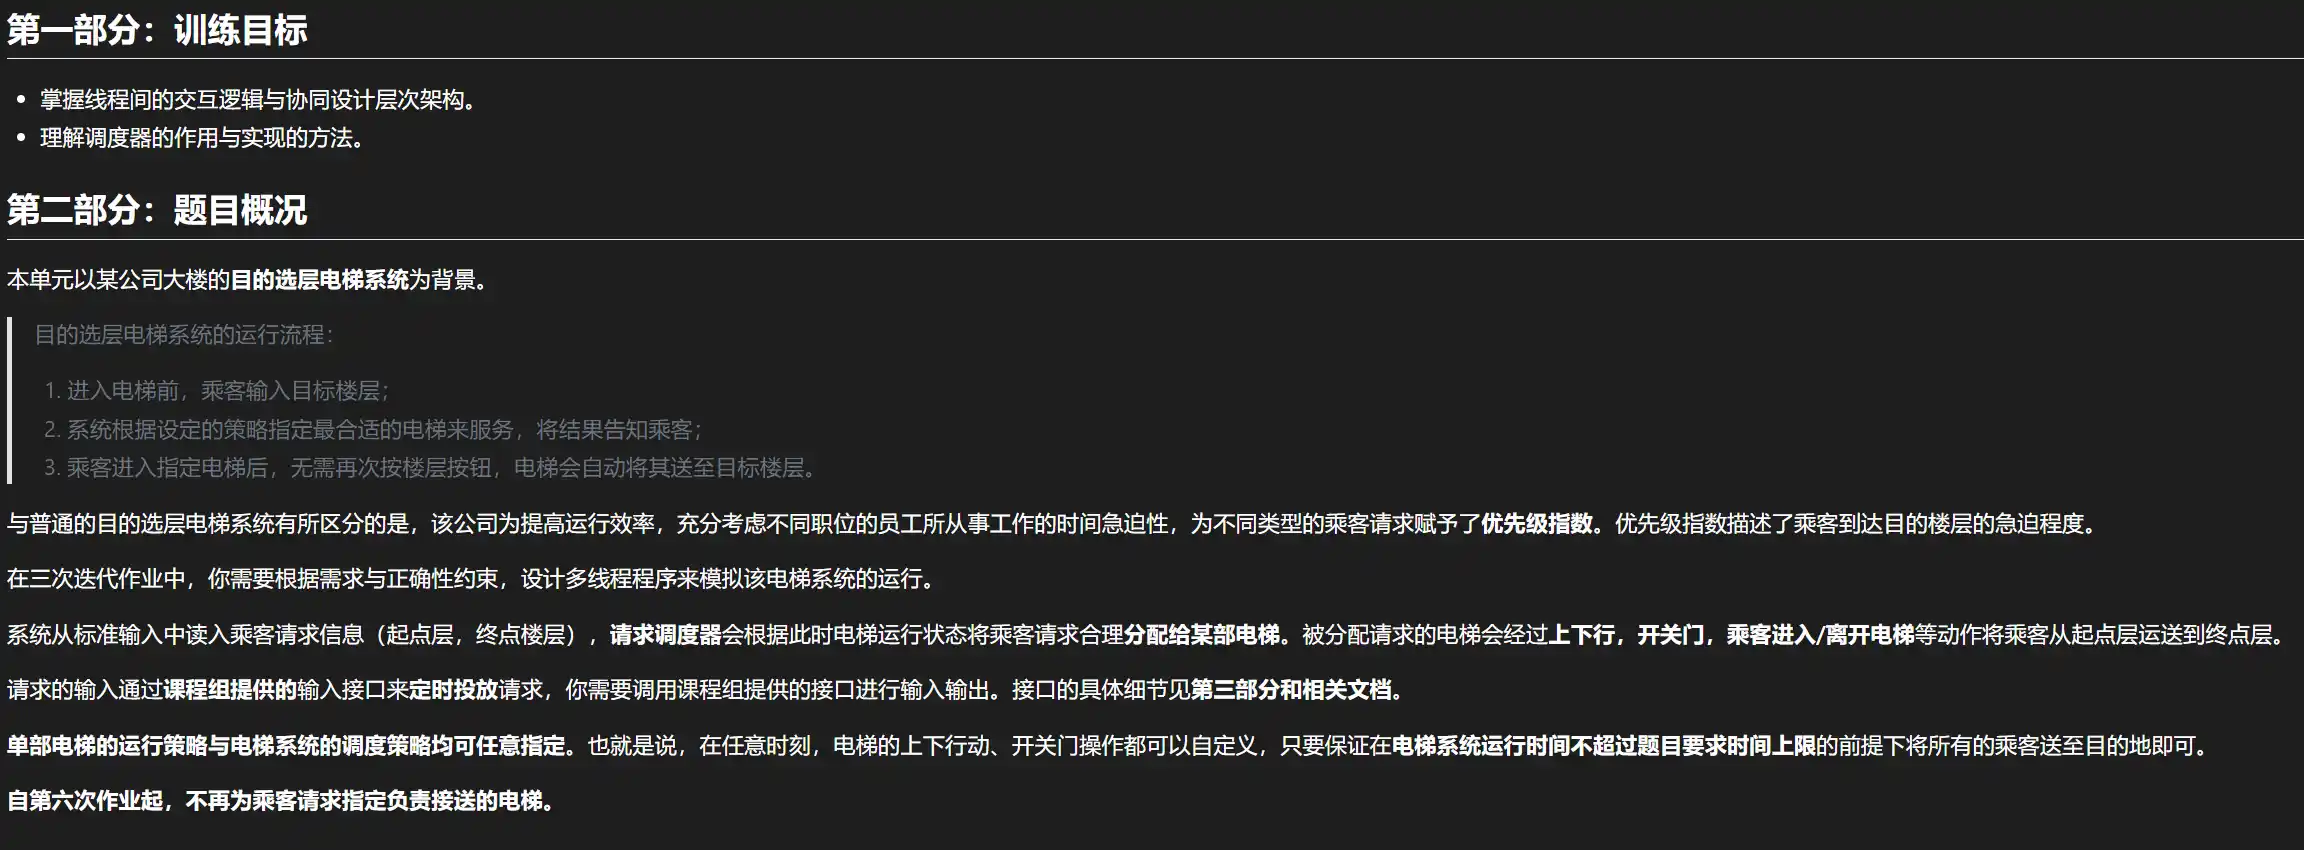 第一部分：训练目标
• 掌握线程间的交互逻辑与协同设计层次架构。
• 理解调度器的作用与实现的方法。
第二部分：题目概况
本单元以某公司大楼的目的选层电梯系统为背景。
目的选层电梯系统的运行流程：
1. 进入电梯前，乘客输入目标楼层；
2. 系统根据设定的策略指定最合适的电梯来服务，将结果告知乘客；
3. 乘客进入指定电梯后，无需再次按楼层按钮，电梯会自动将其送至目标楼层。
与普通的目的选层电梯系统有所区分的是，该公司为提高运行效率，充分考虑不同职位的员工所从事工作的时间急迫性，为不同类型的乘客请求赋予了优先级指数。优先级指数描述了乘客到达目的楼层的急迫程度。
在三次迭代作业中，你需要根据需求与正确性约束，设计多线程程序来模拟该电梯系统的运行。
系统从标准输入中读入乘客请求信息（起点层，终点楼层），请求调度器会根据此时电梯运行状态将乘客请求合理分配给某部电梯。被分配请求的电梯会经过上下行，开关门，乘客进入/离开电梯等动作将乘客从起点层运送到终点层。
请求的输入通过课程组提供的输入接口来定时投放请求，你需要调用课程组提供的接口进行输入输出。接口的具体细节见第三部分和相关文档。
单部电梯的运行策略与电梯系统的调度策略均可任意指定。也就是说，在任意时刻，电梯的上下行动、开关门操作都可以自定义，只要保证在电梯系统运行时间不超过题目要求时间上限的前提下将所有的乘客送至目的地即可。
自第六次作业起，不再为乘客请求指定负责接送的电梯。